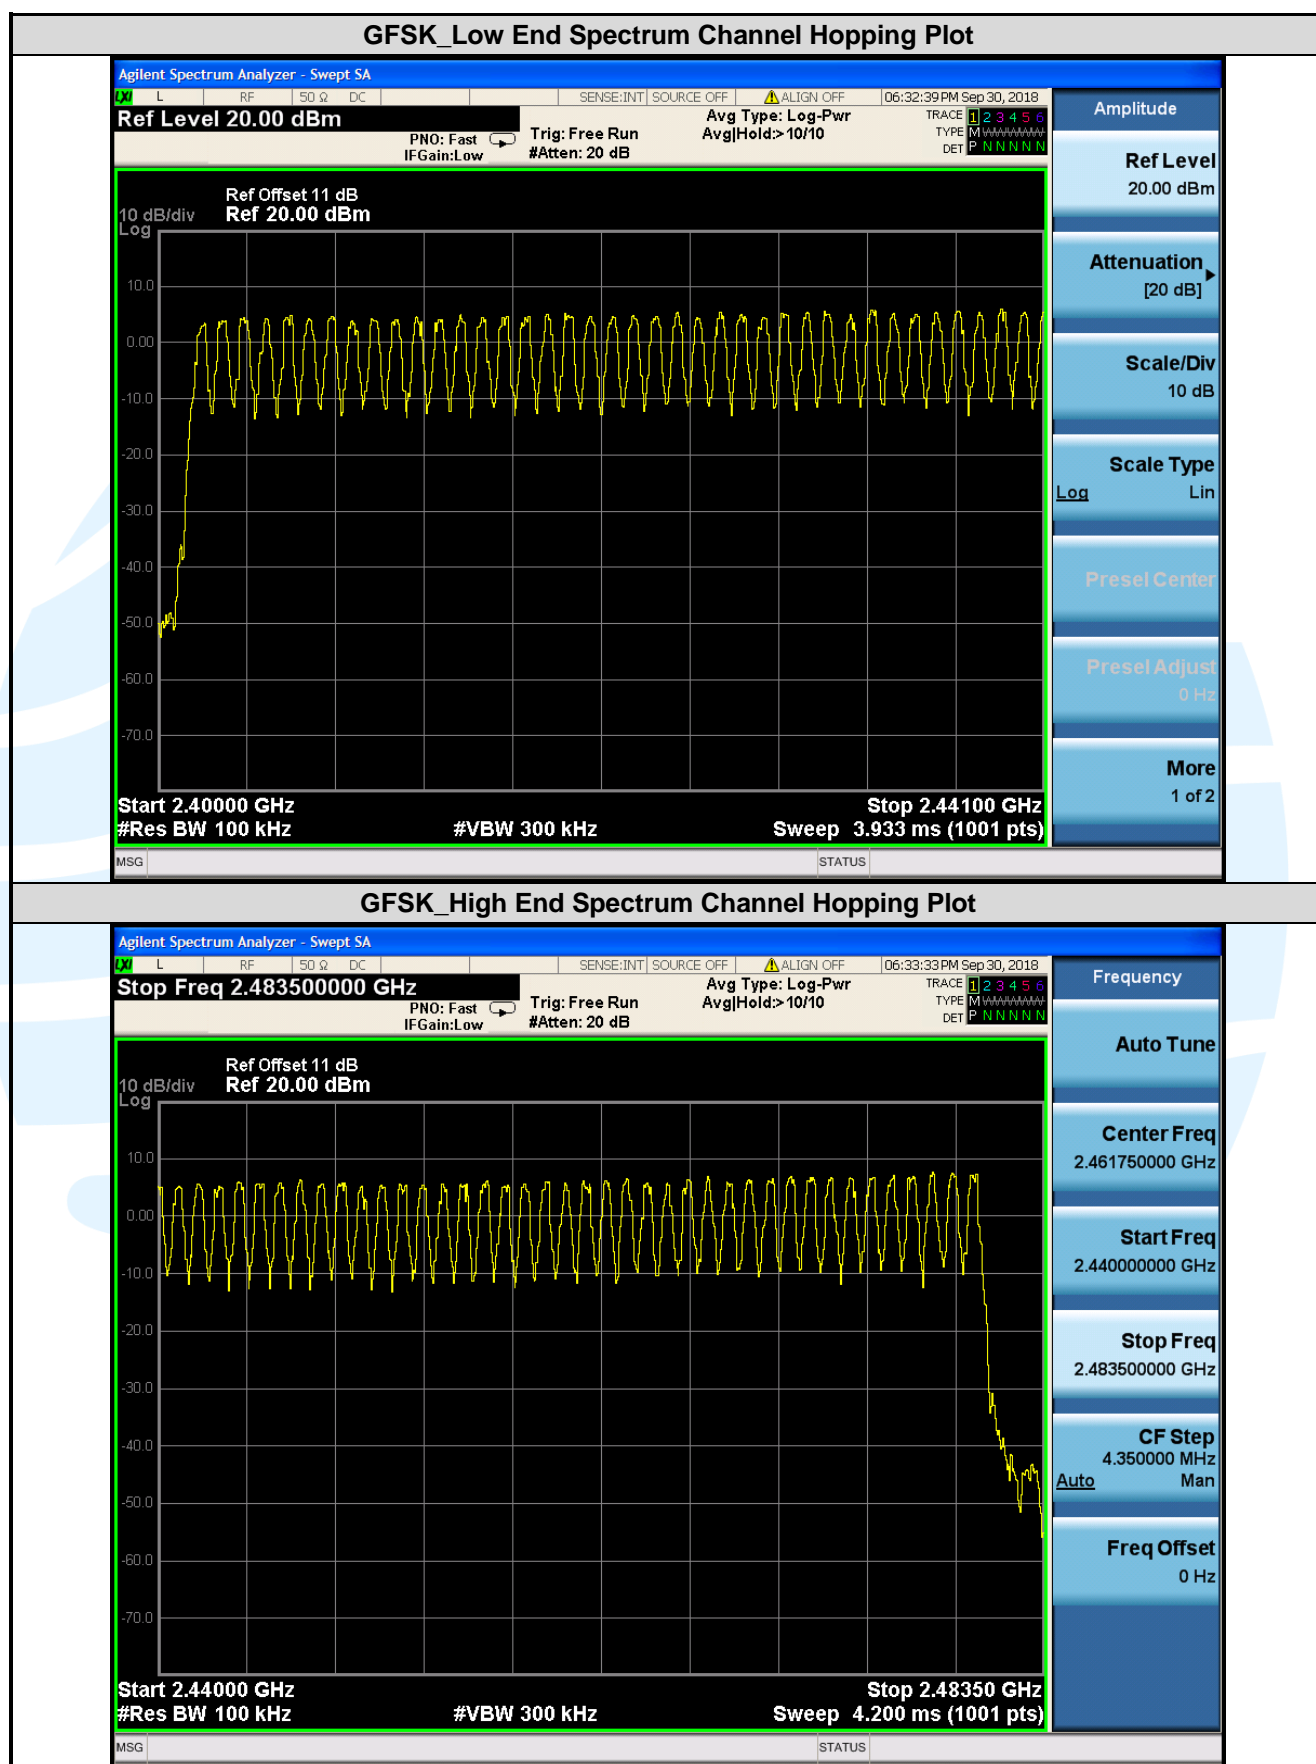 GFSK_Low End Spectrum Channel Hopping Plot
Agilent Spectrum Analyzer - Swept SA
LXI L RF 50 Ω DC SENSE:INT SOURCE OFF ALIGN OFF 06:32:39 PM Sep 30, 2018
Ref Level 20.00 dBm
PNO: Fast
IFGain:Low
Trig: Free Run
#Atten: 20 dB
Avg Type: Log-Pwr
Avg|Hold:> 10/10
TRACE 1 2 3 4 5 6
TYPE M WWWWW
DET P N N N N N
Ref Offset 11 dB
10 dB/div Ref 20.00 dBm
Log
10.0
0.00
-10.0
-20.0
-30.0
-40.0
-50.0
-60.0
-70.0
Start 2.40000 GHz Stop 2.44100 GHz
#Res BW 100 kHz #VBW 300 kHz Sweep 3.933 ms (1001 pts)
MSG STATUS
Amplitude
Ref Level
20.00 dBm
Attenuation
[20 dB]
Scale/Div
10 dB
Scale Type
Log Lin
Presel Center
Presel Adjust
0 Hz
More
1 of 2
GFSK_High End Spectrum Channel Hopping Plot
Agilent Spectrum Analyzer - Swept SA
LXI L RF 50 Ω DC SENSE:INT SOURCE OFF ALIGN OFF 06:33:33 PM Sep 30, 2018
Stop Freq 2.483500000 GHz
PNO: Fast
IFGain:Low
Trig: Free Run
#Atten: 20 dB
Avg Type: Log-Pwr
Avg|Hold:> 10/10
TRACE 1 2 3 4 5 6
TYPE M WWWWW
DET P N N N N N
Ref Offset 11 dB
10 dB/div Ref 20.00 dBm
Log
10.0
0.00
-10.0
-20.0
-30.0
-40.0
-50.0
-60.0
-70.0
Start 2.44000 GHz Stop 2.48350 GHz
#Res BW 100 kHz #VBW 300 kHz Sweep 4.200 ms (1001 pts)
MSG STATUS
Frequency
Auto Tune
Center Freq
2.461750000 GHz
Start Freq
2.440000000 GHz
Stop Freq
2.483500000 GHz
CF Step
4.350000 MHz
Auto Man
Freq Offset
0 Hz